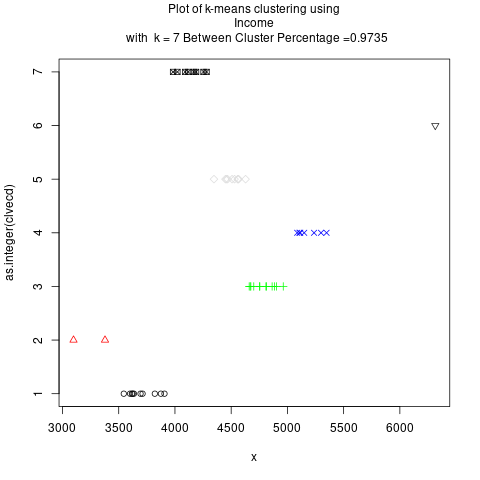 Plot of k-means clustering using
Income
with k = 7 Between Cluster Percentage =0.9735
as.integer(clvecd)
7
6
5
4
3
2
1
3000 3500 4000 4500 5000 5500 6000
x